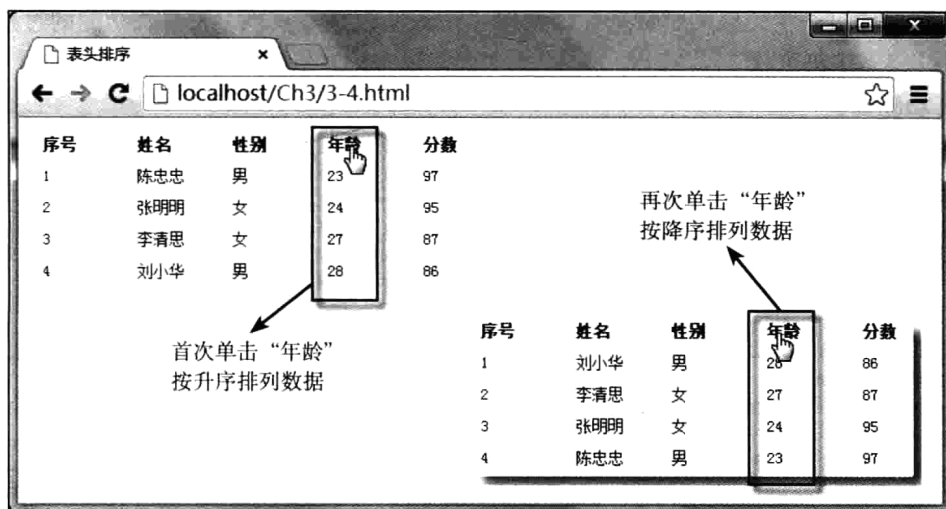 表头排序
localhost/Ch3/3-4.html
序号 姓名 性别 年龄 分数
1 陈忠忠 男 23 97
2 张明明 女 24 95
3 李清思 女 27 87
4 刘小华 男 28 86
首次单击“年龄”
按升序排列数据
再次单击“年龄”
按降序排列数据
序号 姓名 性别 年龄 分数
1 刘小华 男 28 86
2 李清思 女 27 87
3 张明明 女 24 95
4 陈忠忠 男 23 97